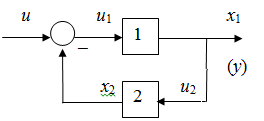 u u₁ 1 x₁
−
(y)
x₂ 2 u₂